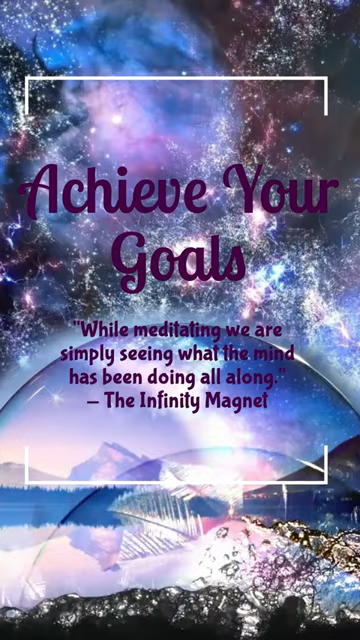 Achieve Your
Goals
"While meditating we are
simply seeing what the mind
has been doing all along."
– The Infinity Magnet